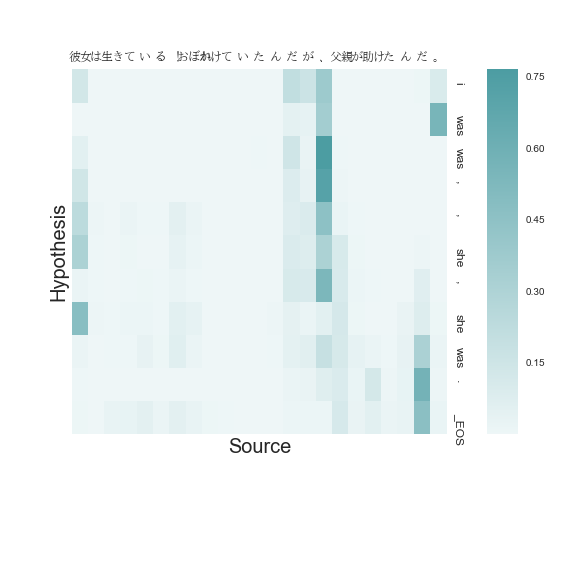 彼女は生きている!おぼれかけていたんだが、父親が助けたんだ。
i
was
was
,
,
she
,
she
was
.
_EOS
Hypothesis
Source
0.75
0.60
0.45
0.30
0.15